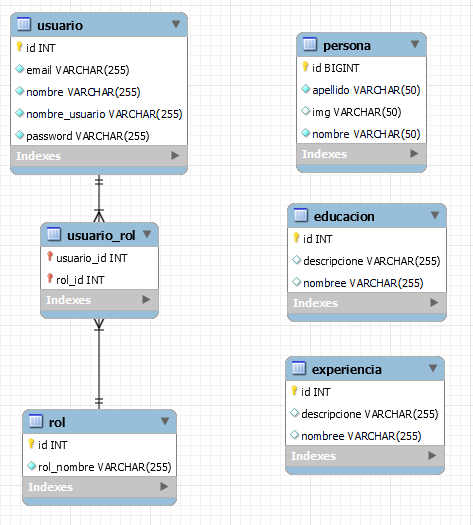 usuario
id INT
email VARCHAR(255)
nombre VARCHAR(255)
nombre_usuario VARCHAR(255)
password VARCHAR(255)
Indexes
usuario_rol
usuario_id INT
rol_id INT
Indexes
rol
id INT
rol_nombre VARCHAR(255)
Indexes
persona
id BIGINT
apellido VARCHAR(50)
img VARCHAR(50)
nombre VARCHAR(50)
Indexes
educacion
id INT
descripcione VARCHAR(255)
nombree VARCHAR(255)
Indexes
experiencia
id INT
descripcione VARCHAR(255)
nombree VARCHAR(255)
Indexes